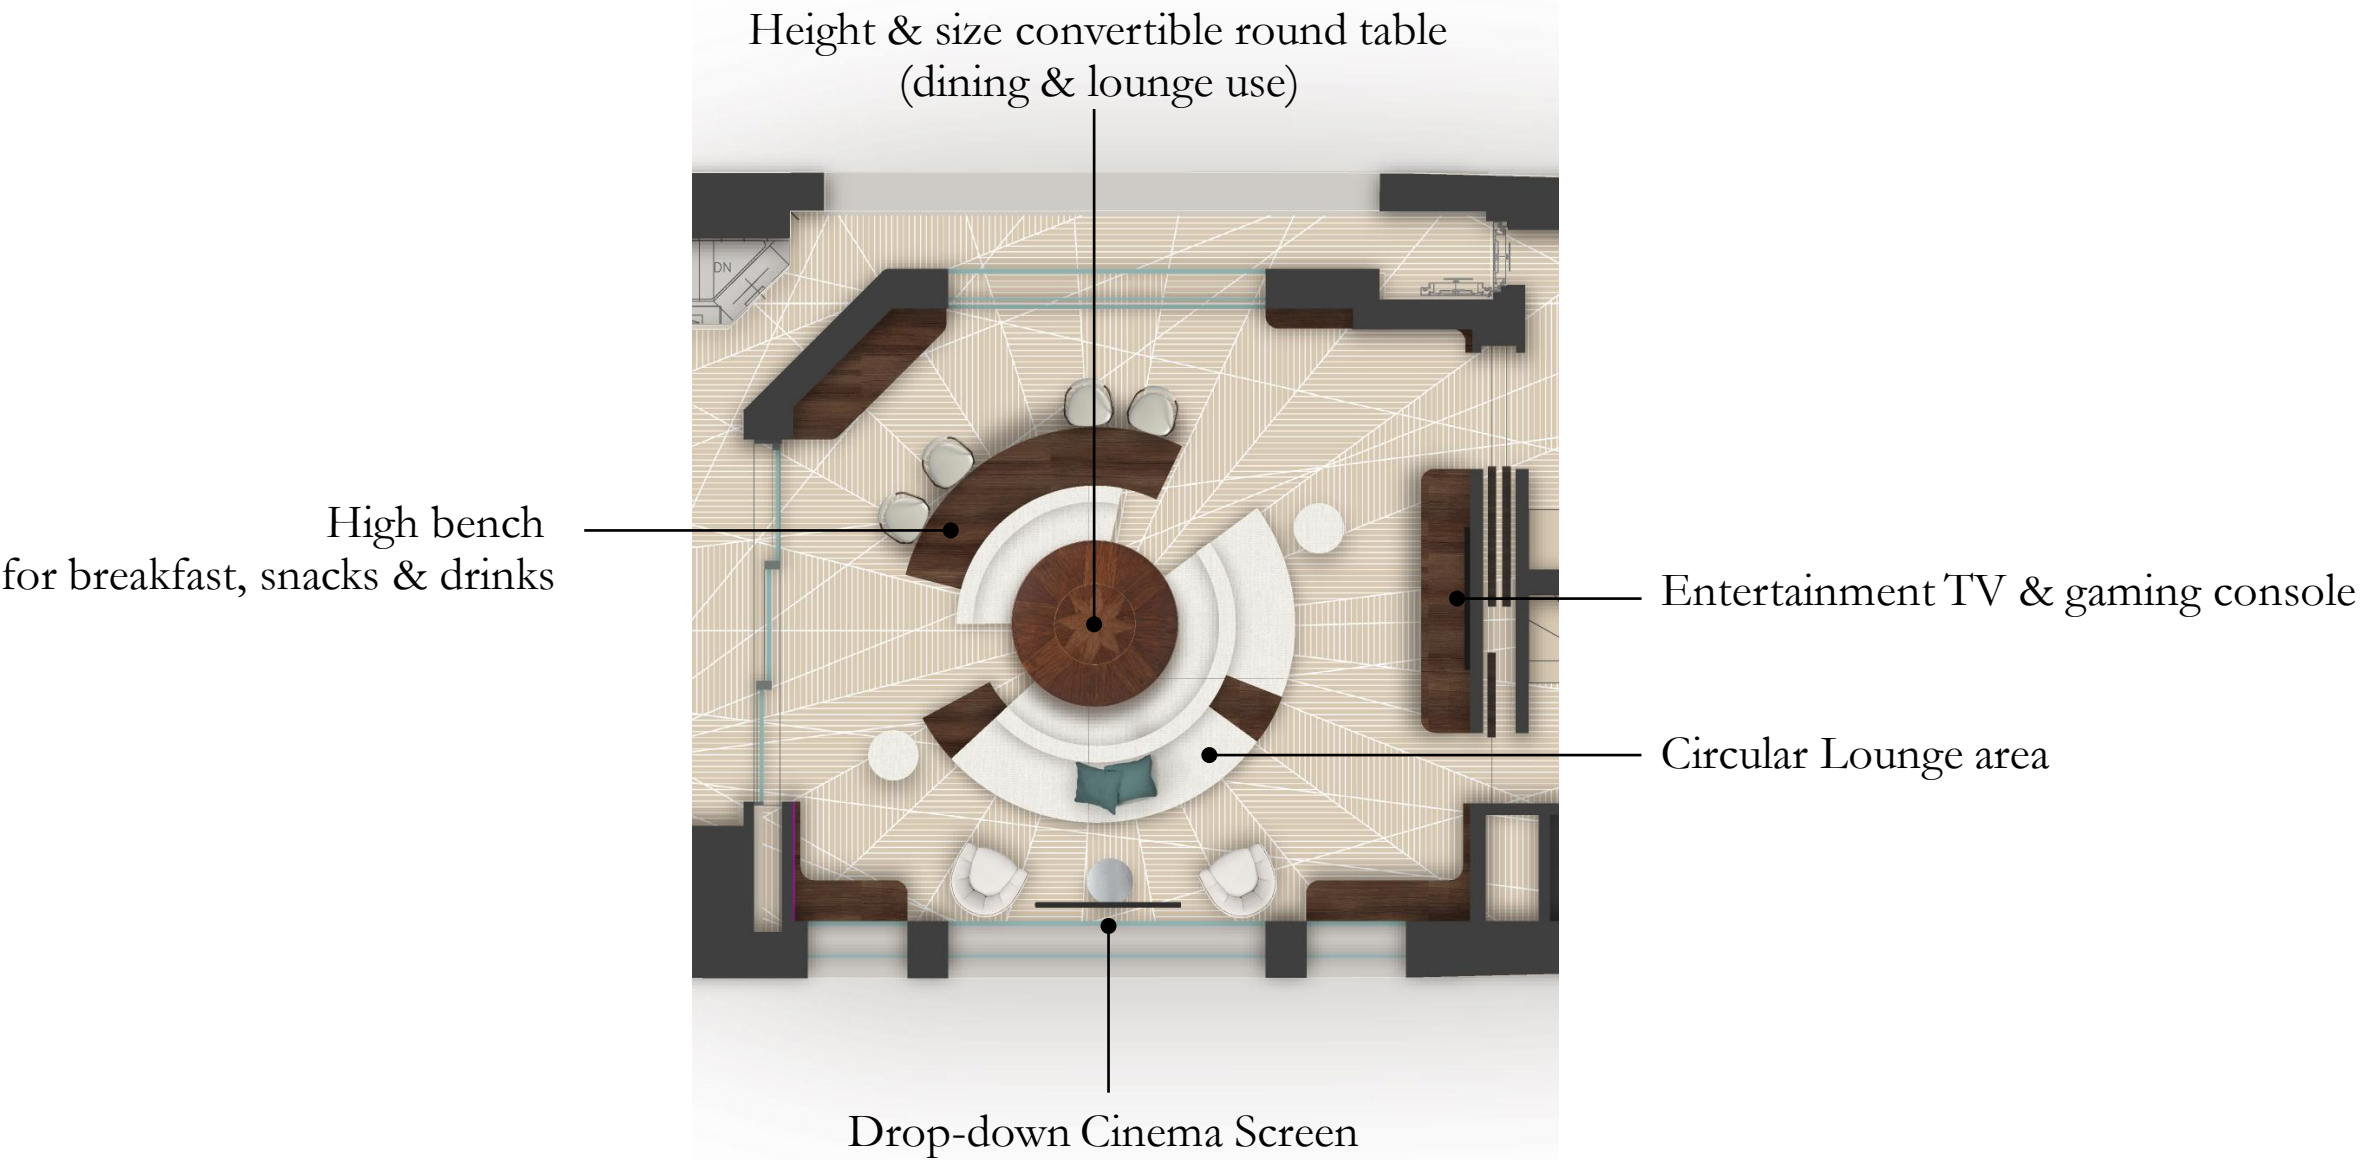 Height & size convertible round table
(dining & lounge use)
DN
High bench
for breakfast, snacks & drinks
Entertainment TV & gaming console
Circular Lounge area
Drop-down Cinema Screen